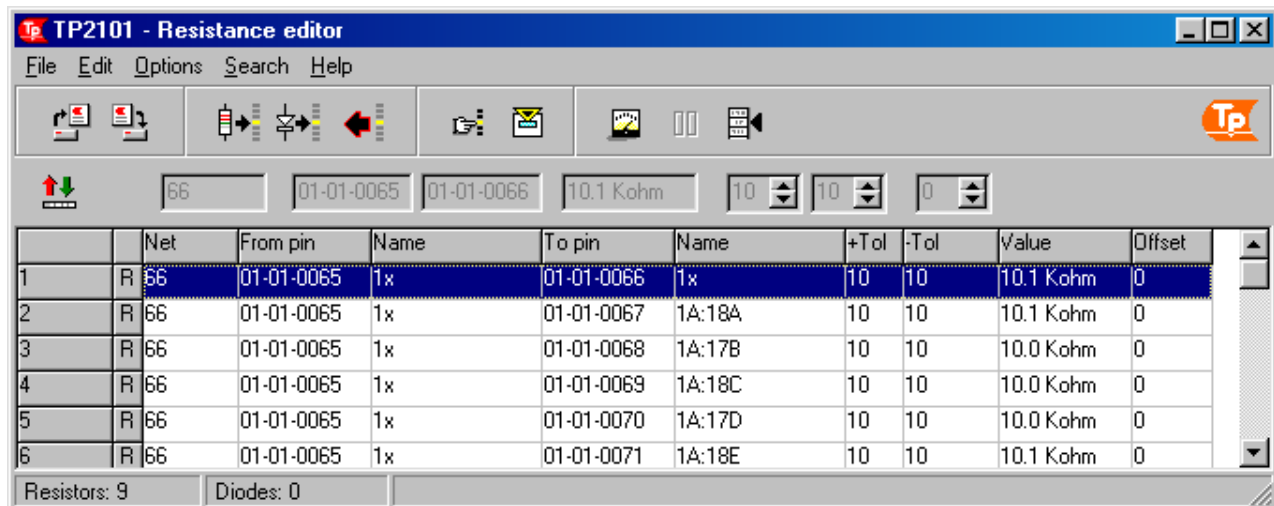 Tp TP2101 - Resistance editor
File Edit Options Search Help
Tp
66 01-01-0065 01-01-0066 10.1 Kohm 10 10 0
Net From pin Name To pin Name +Tol -Tol Value Offset
1 R 66 01-01-0065 1x 01-01-0066 1x 10 10 10.1 Kohm 0
2 R 66 01-01-0065 1x 01-01-0067 1A:18A 10 10 10.1 Kohm 0
3 R 66 01-01-0065 1x 01-01-0068 1A:17B 10 10 10.0 Kohm 0
4 R 66 01-01-0065 1x 01-01-0069 1A:18C 10 10 10.0 Kohm 0
5 R 66 01-01-0065 1x 01-01-0070 1A:17D 10 10 10.0 Kohm 0
6 R 66 01-01-0065 1x 01-01-0071 1A:18E 10 10 10.1 Kohm 0
Resistors: 9 Diodes: 0